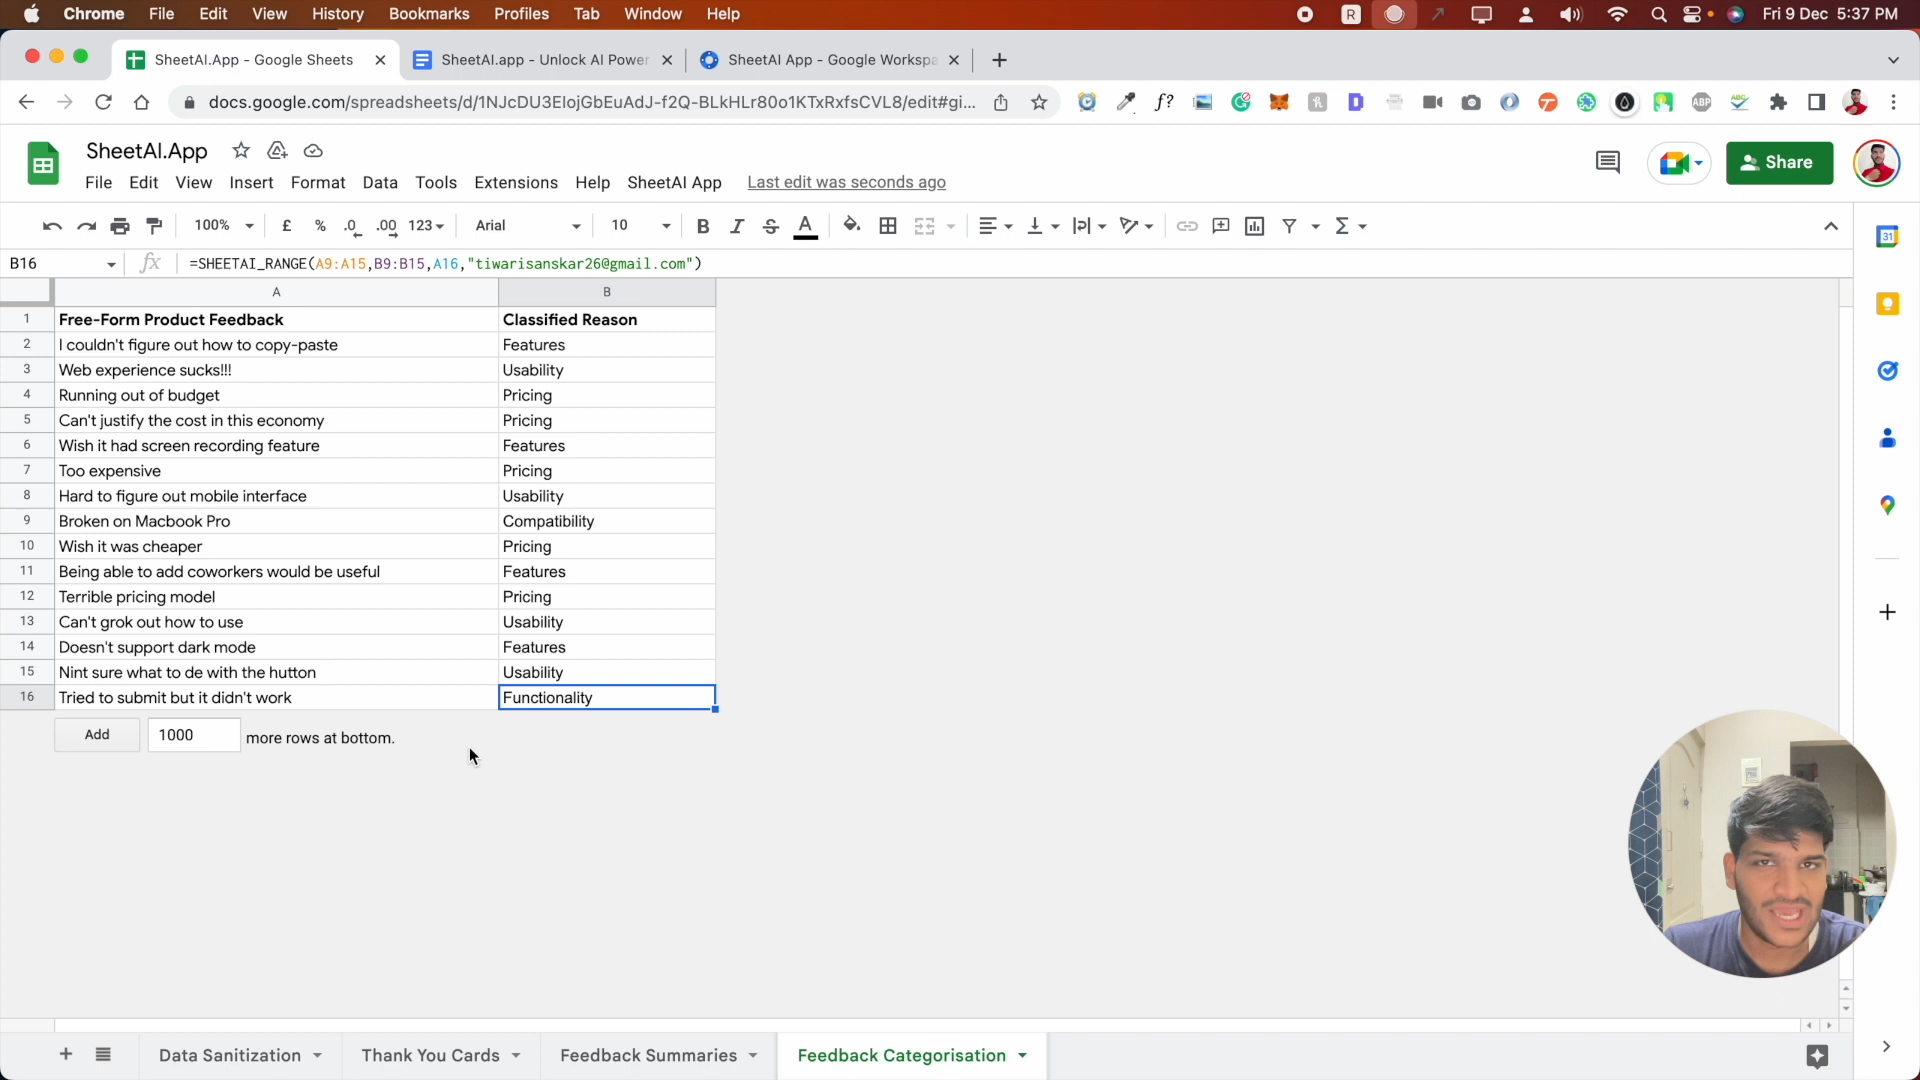 Chrome File Edit View History Bookmarks Profiles Tab Window Help Fri 9 Dec 5:37 PM
SheetAI.App - Google Sheets SheetAI.app - Unlock AI Power SheetAI App - Google Workspa
docs.google.com/spreadsheets/d/1NJcDU3ElojGbEuAdJ-f2Q-BLkHLr80o1KTxRxfsCVL8/edit#gi...
SheetAI.App
Share
File Edit View Insert Format Data Tools Extensions Help SheetAI App Last edit was seconds ago
100% £ % .0 .00 123 Arial 10 B I S A
B16 fx =SHEETAI_RANGE(A9:A15,B9:B15,A16,"tiwarisanskar26@gmail.com")
A B
1 Free-Form Product Feedback Classified Reason
2 I couldn't figure out how to copy-paste Features
3 Web experience sucks!!! Usability
4 Running out of budget Pricing
5 Can't justify the cost in this economy Pricing
6 Wish it had screen recording feature Features
7 Too expensive Pricing
8 Hard to figure out mobile interface Usability
9 Broken on Macbook Pro Compatibility
10 Wish it was cheaper Pricing
11 Being able to add coworkers would be useful Features
12 Terrible pricing model Pricing
13 Can't grok out how to use Usability
14 Doesn't support dark mode Features
15 Nint sure what to de with the hutton Usability
16 Tried to submit but it didn't work Functionality
Add 1000 more rows at bottom.
Data Sanitization Thank You Cards Feedback Summaries Feedback Categorisation